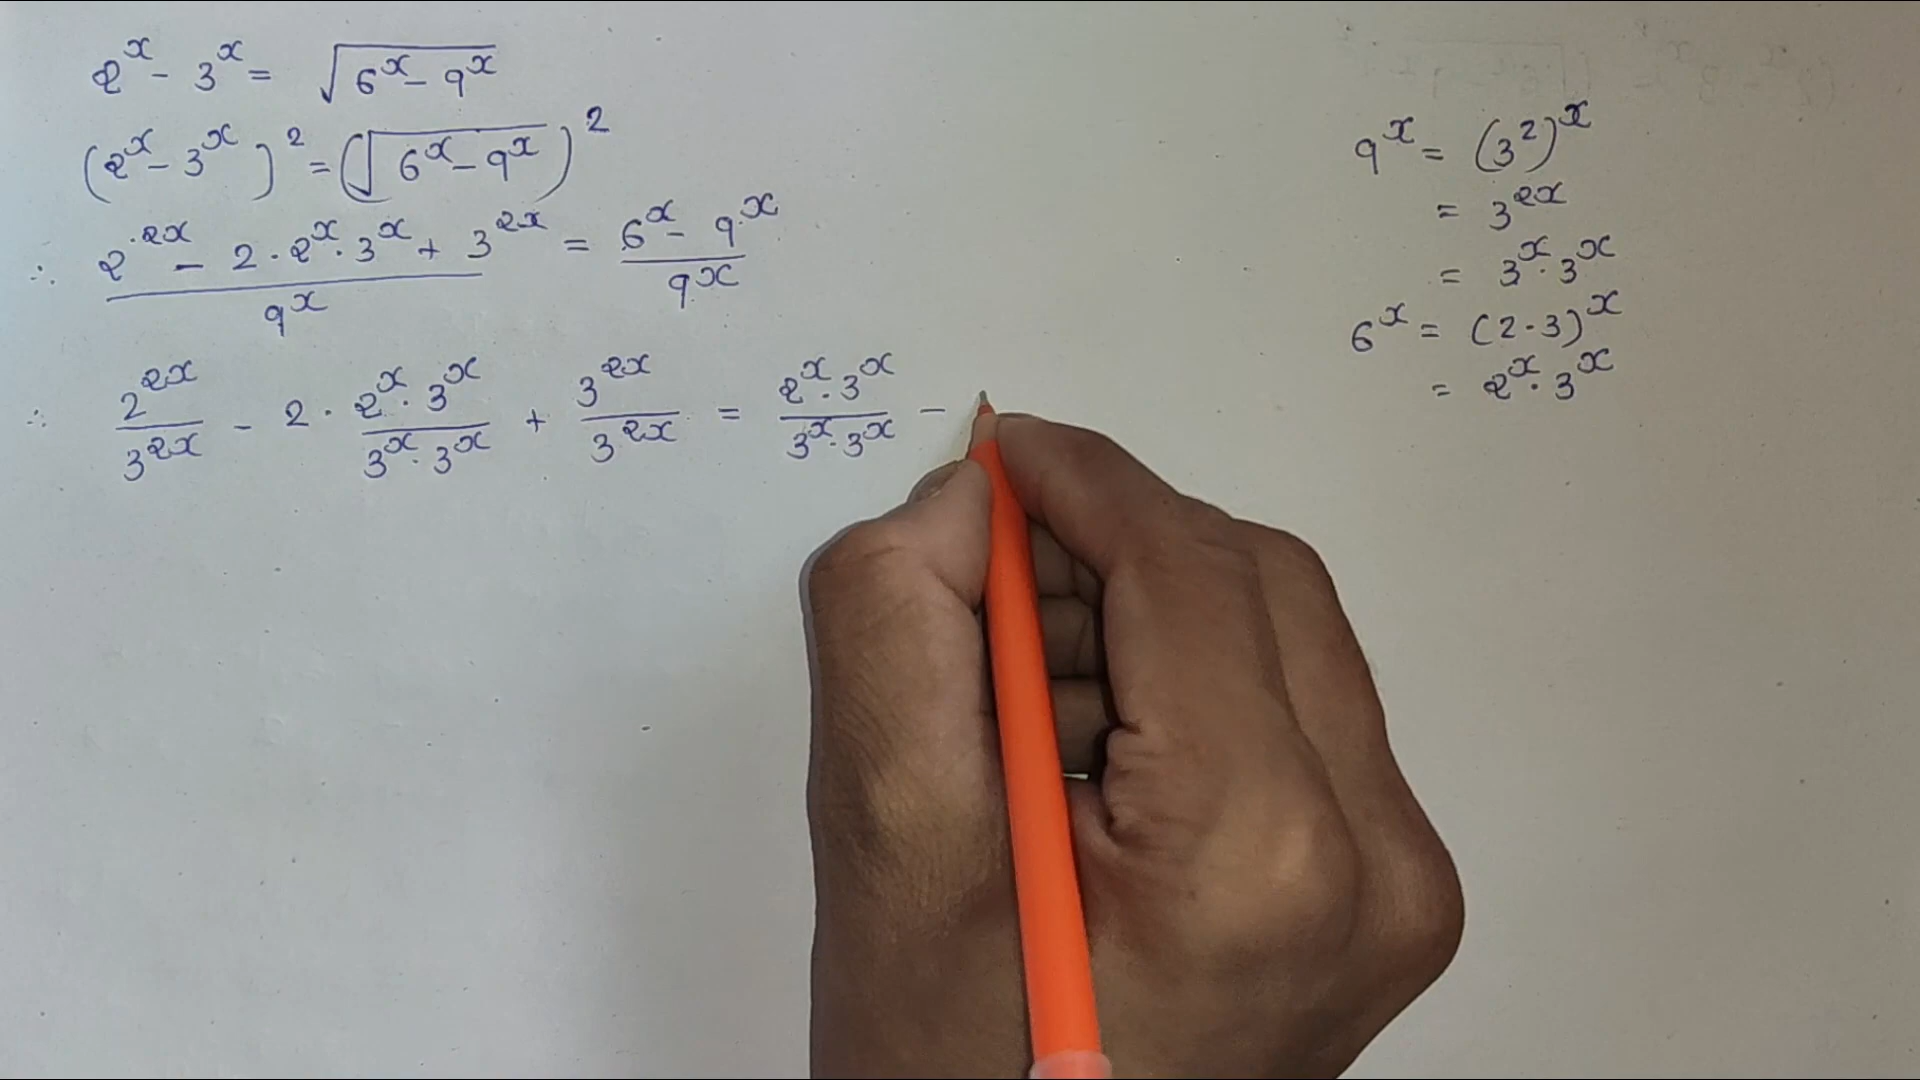 2^x - 3^x = √(6^x - 9^x)
(2^x - 3^x)^2 = (√(6^x - 9^x))^2
∴ (2^2x - 2 · 2^x · 3^x + 3^2x) / 9^x = (6^x - 9^x) / 9^x
∴ 2^2x / 3^2x - 2 · (2^x · 3^x) / (3^x · 3^x) + 3^2x / 3^2x = (2^x · 3^x) / (3^x · 3^x) -
9^x = (3^2)^x
= 3^2x
= 3^x · 3^x
6^x = (2 · 3)^x
= 2^x · 3^x